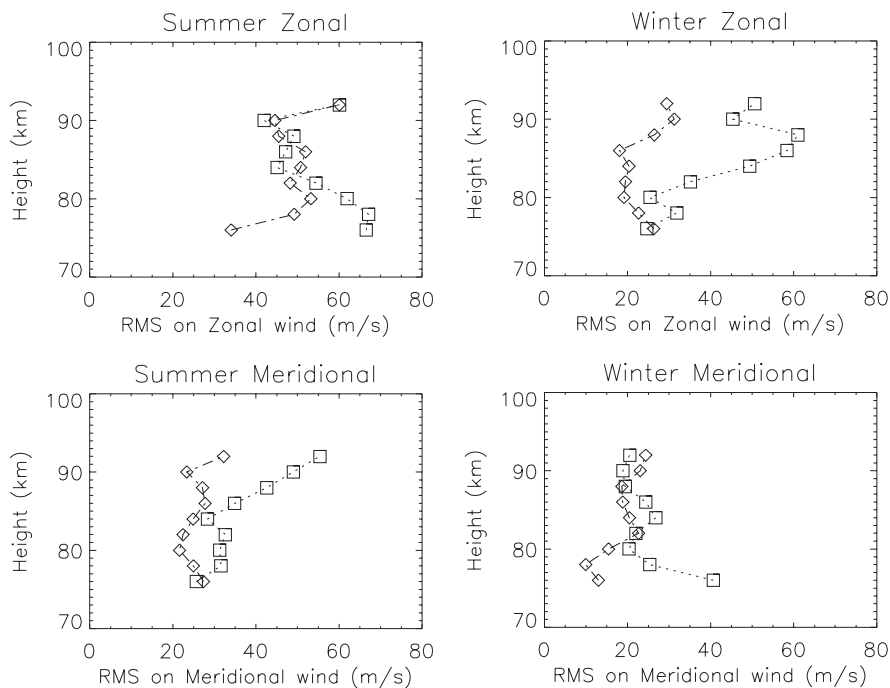 Summer Zonal
100
90
80
70
Height (km)
0 20 40 60 80
RMS on Zonal wind (m/s)
Winter Zonal
100
90
80
70
Height (km)
0 20 40 60 80
RMS on Zonal wind (m/s)
Summer Meridional
100
90
80
70
Height (km)
0 20 40 60 80
RMS on Meridional wind (m/s)
Winter Meridional
100
90
80
70
Height (km)
0 20 40 60 80
RMS on Meridional wind (m/s)